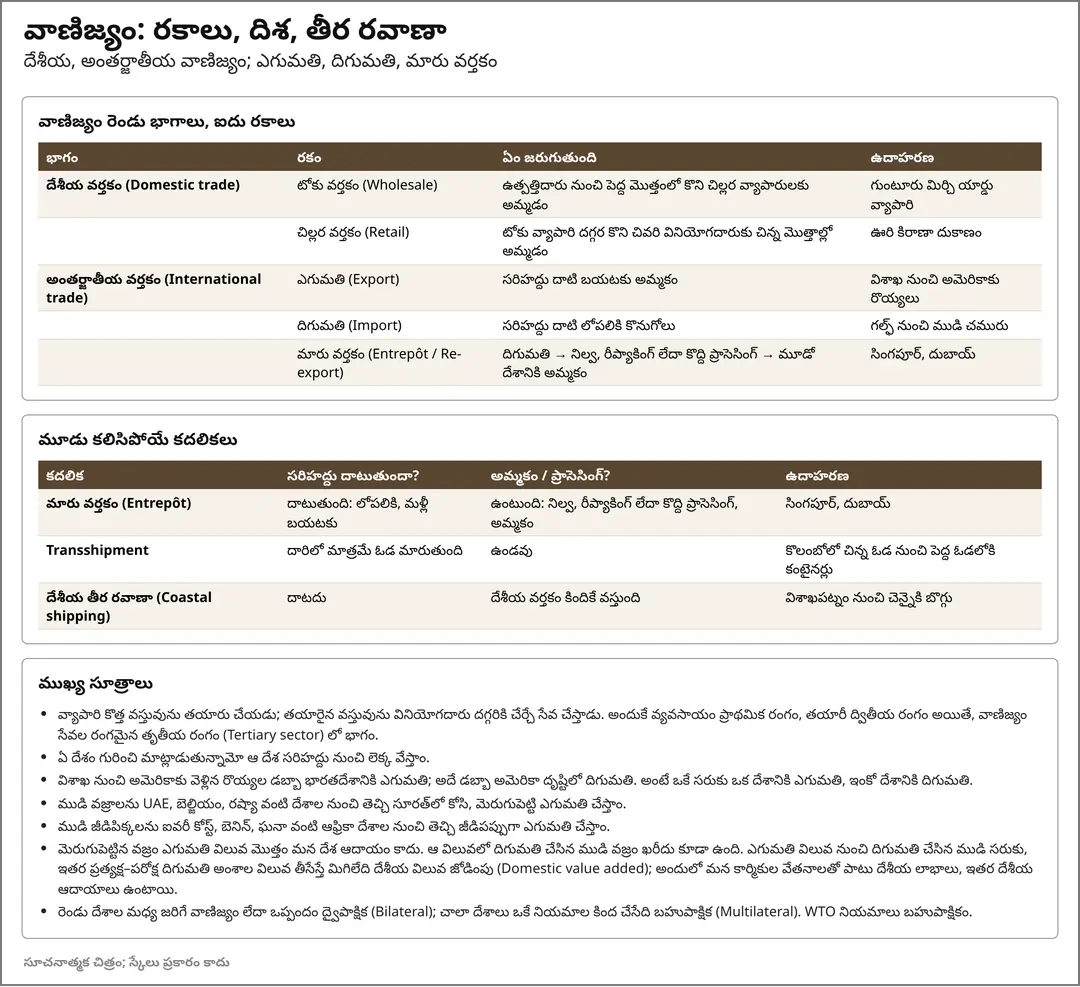 వాణిజ్యం: రకాలు, దిశ, తీర రవాణా
దేశీయ, అంతర్జాతీయ వాణిజ్యం; ఎగుమతి, దిగుమతి, మారు వర్తకం
వాణిజ్యం రెండు భాగాలు, ఐదు రకాలు
భాగం రకం ఏం జరుగుతుంది ఉదాహరణ
దేశీయ వర్తకం (Domestic trade) టోకు వర్తకం (Wholesale) ఉత్పత్తిదారు నుంచి పెద్ద మొత్తంలో కొని చిల్లర వ్యాపారులకు గుంటూరు మిర్చి యార్డు
అమ్మడం వ్యాపారి
చిల్లర వర్తకం (Retail) టోకు వ్యాపారి దగ్గర కొని చివరి వినియోగదారుకు చిన్న మొత్తాల్లో ఊరి కిరాణా దుకాణం
అమ్మడం
అంతర్జాతీయ వర్తకం (International ఎగుమతి (Export) సరిహద్దు దాటి బయటకు అమ్మకం విశాఖ నుంచి అమెరికాకు
trade) రొయ్యలు
దిగుమతి (Import) సరిహద్దు దాటి లోపలికి కొనుగోలు గల్ఫ్ నుంచి ముడి చమురు
మారు వర్తకం (Entrepôt / Re- దిగుమతి → నిల్వ, రీప్యాకింగ్ లేదా కొద్ది ప్రాసెసింగ్ → మూడో సింగపూర్, దుబాయ్
export) దేశానికి అమ్మకం
మూడు కలిసిపోయే కదలికలు
కదలిక సరిహద్దు దాటుతుందా? అమ్మకం / ప్రాసెసింగ్? ఉదాహరణ
మారు వర్తకం (Entrepôt) దాటుతుంది: లోపలికి, మళ్లీ ఉంటుంది: నిల్వ, రీప్యాకింగ్ లేదా కొద్ది ప్రాసెసింగ్, సింగపూర్, దుబాయ్
బయటకు అమ్మకం
Transshipment దారిలో మాత్రమే ఓడ మారుతుంది ఉండవు కొలంబోలో చిన్న ఓడ నుంచి పెద్ద ఓడలోకి
కంటైనర్లు
దేశీయ తీర రవాణా (Coastal దాటదు దేశీయ వర్తకం కిందికే వస్తుంది విశాఖపట్నం నుంచి చెన్నైకి బొగ్గు
shipping)
ముఖ్య సూత్రాలు
• వ్యాపారి కొత్త వస్తువును తయారు చేయడు; తయారైన వస్తువును వినియోగదారు దగ్గరికి చేర్చే సేవ చేస్తాడు. అందుకే వ్యవసాయం ప్రాథమిక రంగం, తయారీ ద్వితీయ రంగం అయితే, వాణిజ్యం
సేవల రంగమైన తృతీయ రంగం (Tertiary sector) లో భాగం.
• ఏ దేశం గురించి మాట్లాడుతున్నామో ఆ దేశ సరిహద్దు నుంచి లెక్క వేస్తాం.
• విశాఖ నుంచి అమెరికాకు వెళ్లిన రొయ్యల డబ్బా భారతదేశానికి ఎగుమతి; అదే డబ్బా అమెరికా దృష్టిలో దిగుమతి. అంటే ఒకే సరుకు ఒక దేశానికి ఎగుమతి, ఇంకో దేశానికి దిగుమతి.
• ముడి వజ్రాలను UAE, బెల్జియం, రష్యా వంటి దేశాల నుంచి తెచ్చి సూరత్‌లో కోసి, మెరుగుపెట్టి ఎగుమతి చేస్తాం.
• ముడి జీడిపిక్కలను ఐవరీ కోస్ట్, బెనిన్, ఘనా వంటి ఆఫ్రికా దేశాల నుంచి తెచ్చి జీడిపప్పుగా ఎగుమతి చేస్తాం.
• మెరుగుపెట్టిన వజ్రం ఎగుమతి విలువ మొత్తం మన దేశ ఆదాయం కాదు. ఆ విలువలో దిగుమతి చేసిన ముడి వజ్రం ఖరీదు కూడా ఉంది. ఎగుమతి విలువ నుంచి దిగుమతి చేసిన ముడి సరుకు,
ఇతర ప్రత్యక్ష–పరోక్ష దిగుమతి అంశాల విలువ తీసేస్తే మిగిలేది దేశీయ విలువ జోడింపు (Domestic value added); అందులో మన కార్మికుల వేతనాలతో పాటు దేశీయ లాభాలు, ఇతర దేశీయ
ఆదాయాలు ఉంటాయి.
• రెండు దేశాల మధ్య జరిగే వాణిజ్యం లేదా ఒప్పందం ద్వైపాక్షిక (Bilateral); చాలా దేశాలు ఒకే నియమాల కింద చేసేది బహుపాక్షిక (Multilateral). WTO నియమాలు బహుపాక్షికం.
సూచనాత్మక చిత్రం; స్కేలు ప్రకారం కాదు